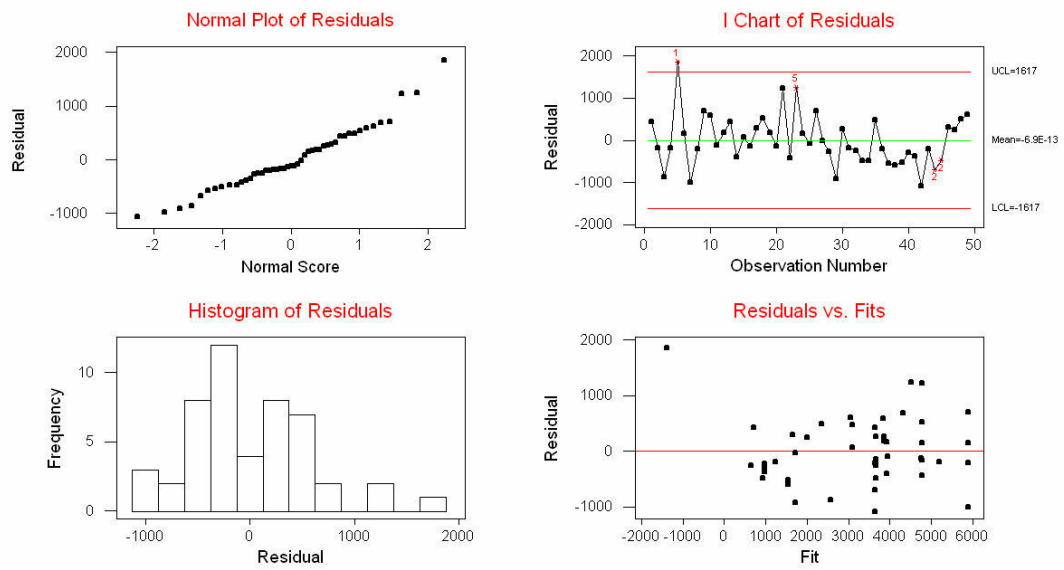 Normal Plot of Residuals
2000
1000
0
-1000
Residual
-2
-1
0
1
2
Normal Score
I Chart of Residuals
2000
1000
0
-1000
-2000
Residual
1
5
2
2
UCL=1617
Mean=-6.9E-13
LCL=-1617
0
10
20
30
40
50
Observation Number
Histogram of Residuals
10
5
0
Frequency
-1000
0
1000
2000
Residual
Residuals vs. Fits
2000
1000
0
-1000
Residual
-2000
-1000
0
1000
2000
3000
4000
5000
6000
Fit